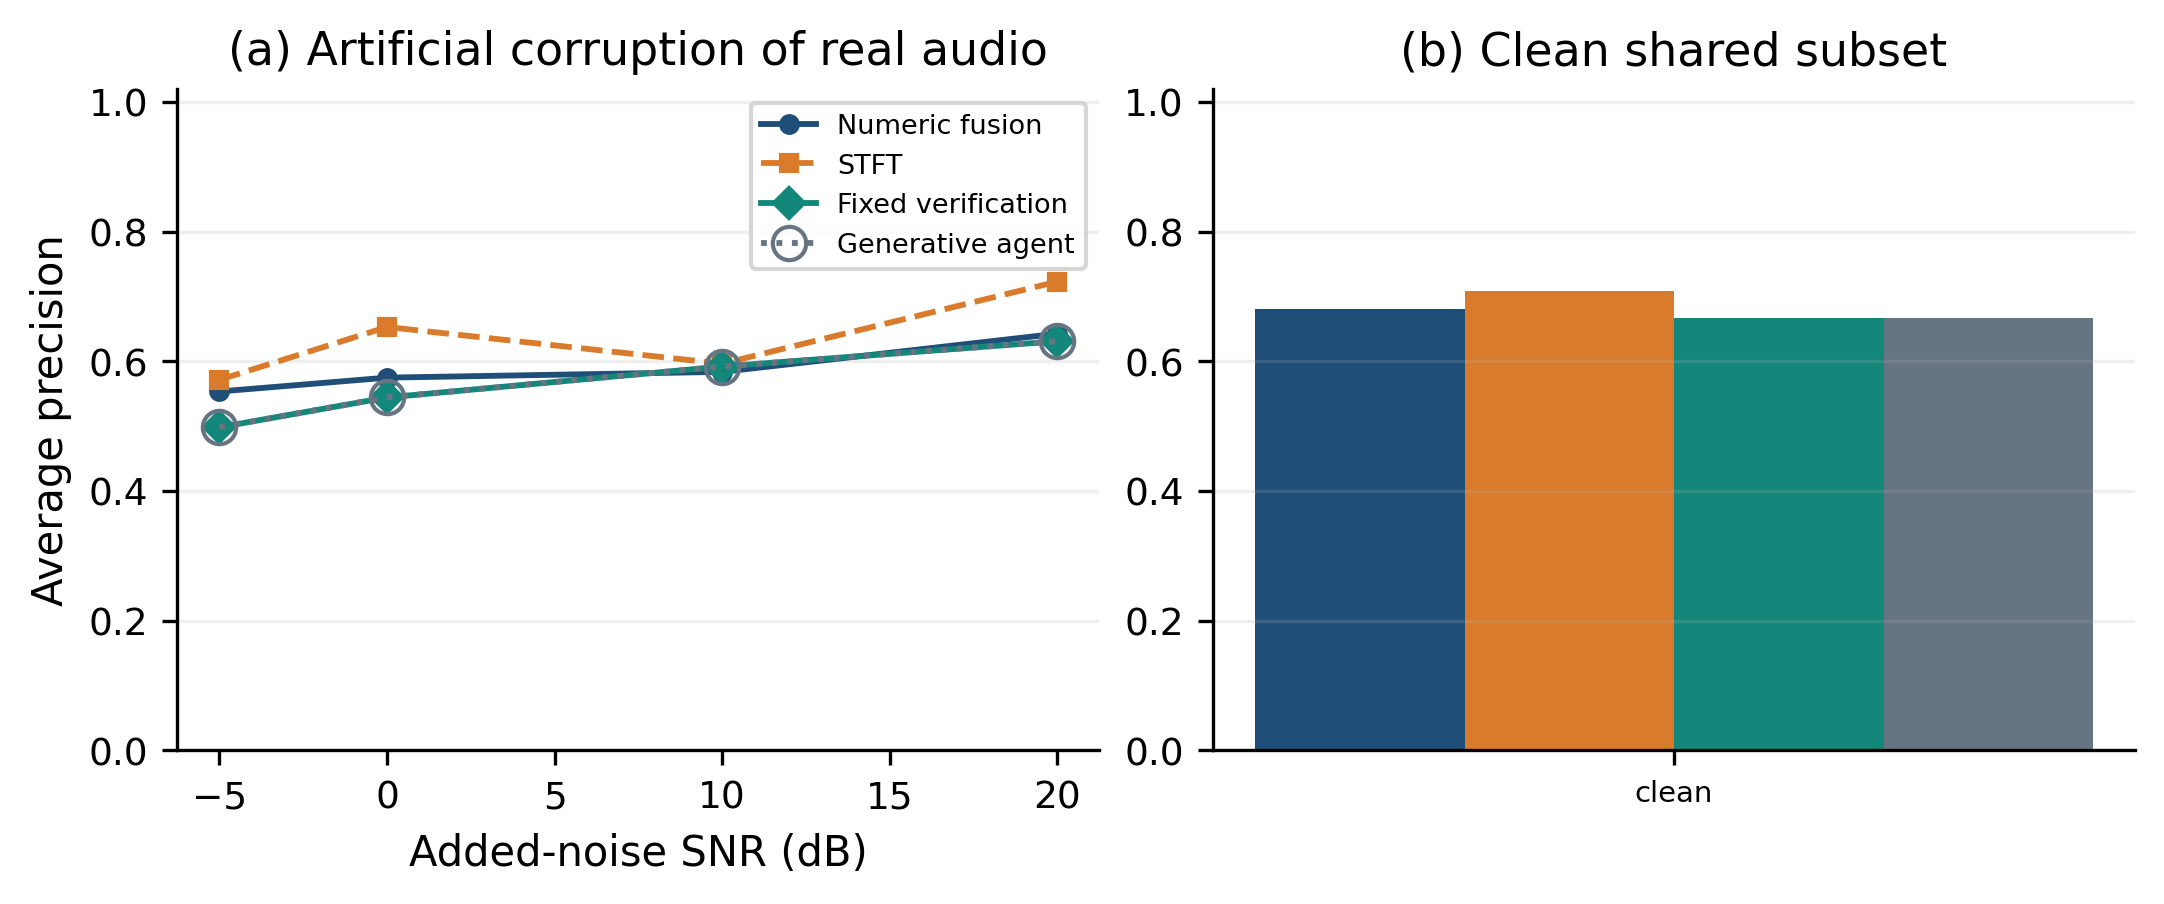 (a) Artificial corruption of real audio
1.0
0.8
0.6
0.4
0.2
0.0
Average precision
−5 0 5 10 15 20
Added-noise SNR (dB)
Numeric fusion
STFT
Fixed verification
Generative agent
(b) Clean shared subset
1.0
0.8
0.6
0.4
0.2
0.0
clean